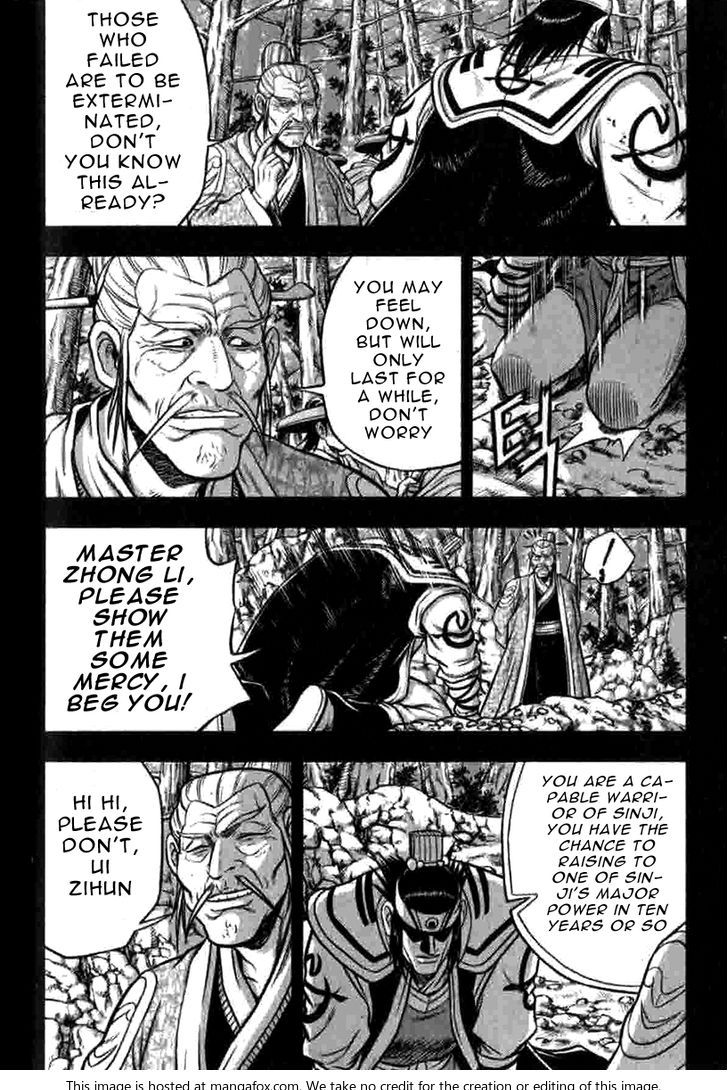 THOSE
WHO
FAILED
ARE TO BE
EXTERMI-
NATED,
DON'T
YOU KNOW
THIS AL-
READY?
YOU MAY
FEEL
DOWN,
BUT WILL
ONLY
LAST FOR
A WHILE,
DON'T
WORRY
턱
MASTER
ZHONG LI,
PLEASE
SHOW
THEM
SOME
MERCY, I
BEG YOU!
!
HI HI,
PLEASE
DON'T,
UI
ZIHUN
YOU ARE A CA-
PABLE WARRI-
OR OF SINJI,
YOU HAVE THE
CHANCE TO
RAISING TO
ONE OF SIN-
JI'S MAJOR
POWER IN TEN
YEARS OR SO
This image is hosted at mangafox.com. We take no credit for the creation or editing of this image.